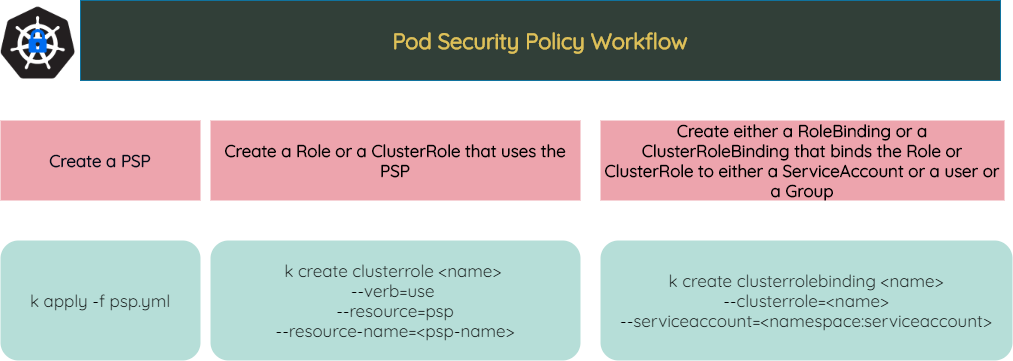 Pod Security Policy Workflow
Create a PSP
Create a Role or a ClusterRole that uses the
PSP
Create either a RoleBinding or a
ClusterRoleBinding that binds the Role or
ClusterRole to either a ServiceAccount or a user or
a Group
k apply -f psp.yml
k create clusterrole <name>
--verb=use
--resource=psp
--resource-name=<psp-name>
k create clusterrolebinding <name>
--clusterrole=<name>
--serviceaccount=<namespace:serviceaccount>